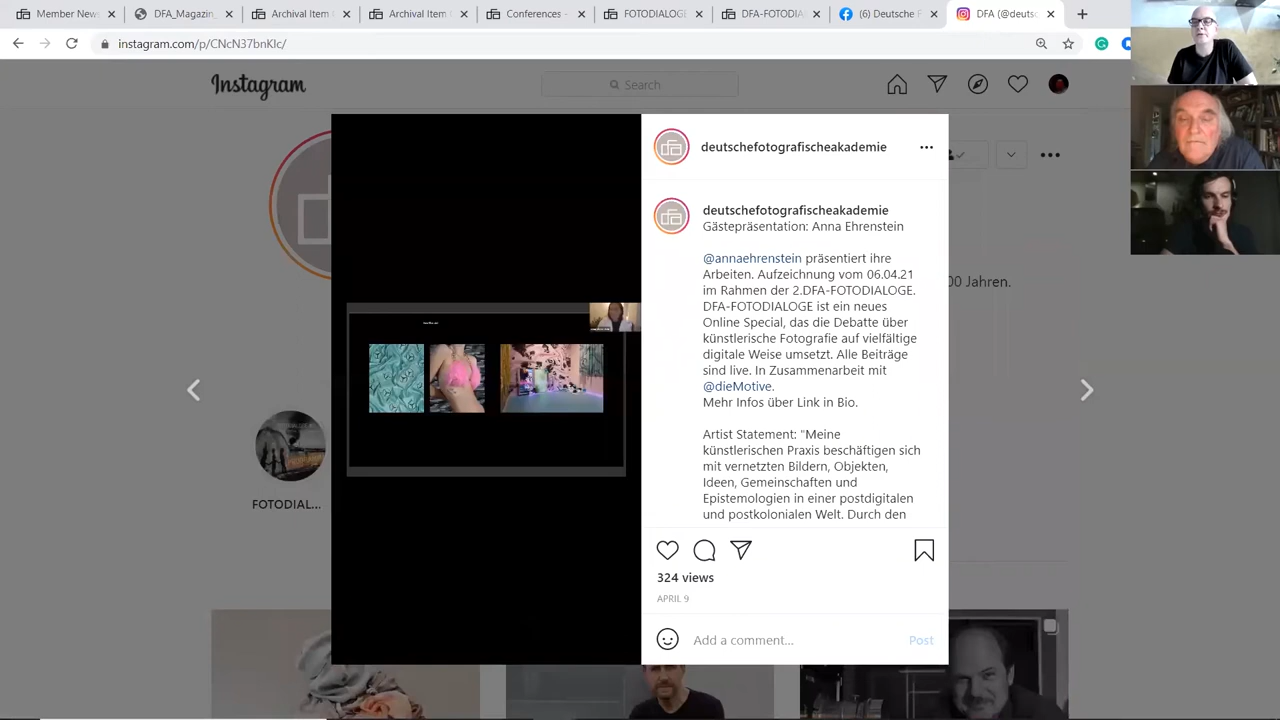 Member News
DFA_Magazin_
Archival Item
Archival Item
Conferences -
FOTODIALOGE
DFA-FOTODIA
(6) Deutsche F
DFA (@deuts
instagram.com/p/CNcN37bnKIc/
Instagram
Search
deutschefotografischeakademie
deutschefotografischeakademie
Gästepräsentation: Anna Ehrenstein
@annaehrenstein präsentiert ihre
Arbeiten. Aufzeichnung vom 06.04.21
im Rahmen der 2.DFA-FOTODIALOGE.
DFA-FOTODIALOGE ist ein neues
Online Special, das die Debatte über
künstlerische Fotografie auf vielfältige
digitale Weise umsetzt. Alle Beiträge
sind live. In Zusammenarbeit mit
@dieMotive.
Mehr Infos über Link in Bio.
Artist Statement: "Meine
künstlerischen Praxis beschäftigen sich
mit vernetzten Bildern, Objekten,
Ideen, Gemeinschaften und
Epistemologien in einer postdigitalen
und postkolonialen Welt. Durch den
00 Jahren.
FOTODIAL...
324 views
APRIL 9
Add a comment...
Post